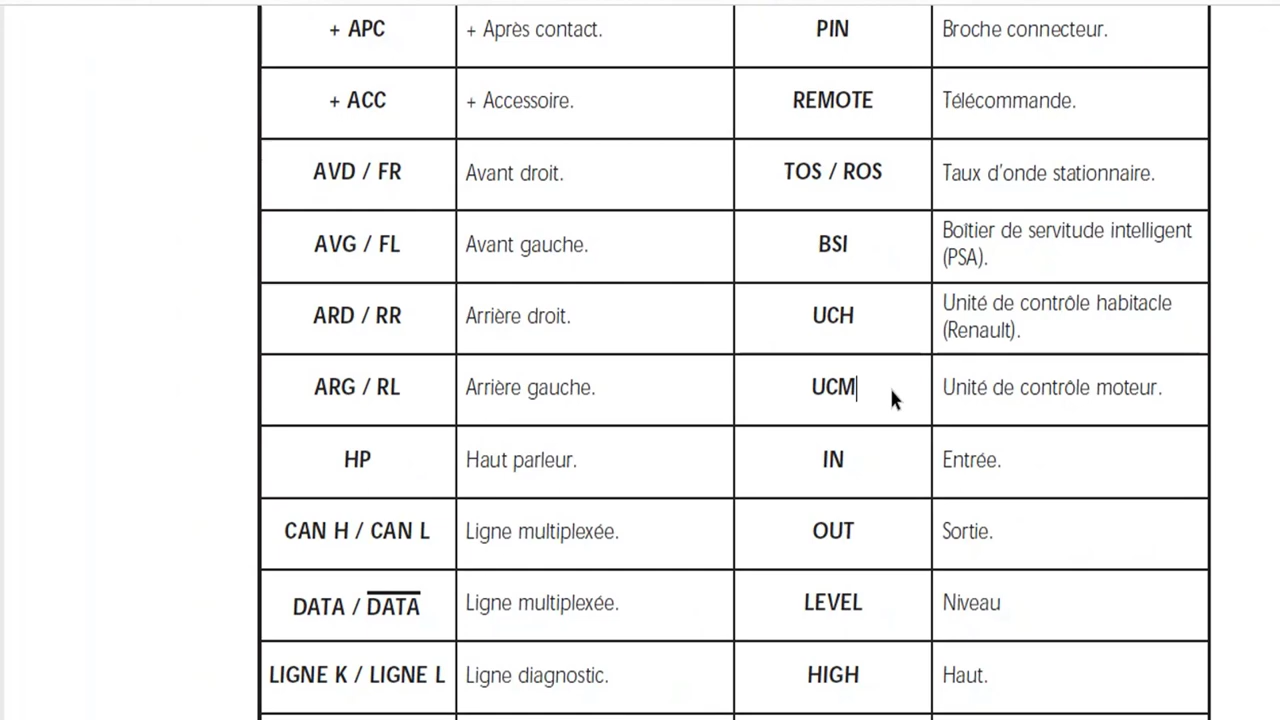 + APC + Après contact. PIN Broche connecteur.
+ ACC + Accessoire. REMOTE Télécommande.
AVD / FR Avant droit. TOS / ROS Taux d'onde stationnaire.
AVG / FL Avant gauche. BSI Boîtier de servitude intelligent
(PSA).
ARD / RR Arrière droit. UCH Unité de contrôle habitacle
(Renault).
ARG / RL Arrière gauche. UCM Unité de contrôle moteur.
HP Haut parleur. IN Entrée.
CAN H / CAN L Ligne multiplexée. OUT Sortie.
DATA / D̅A̅T̅A̅ Ligne multiplexée. LEVEL Niveau
LIGNE K / LIGNE L Ligne diagnostic. HIGH Haut.